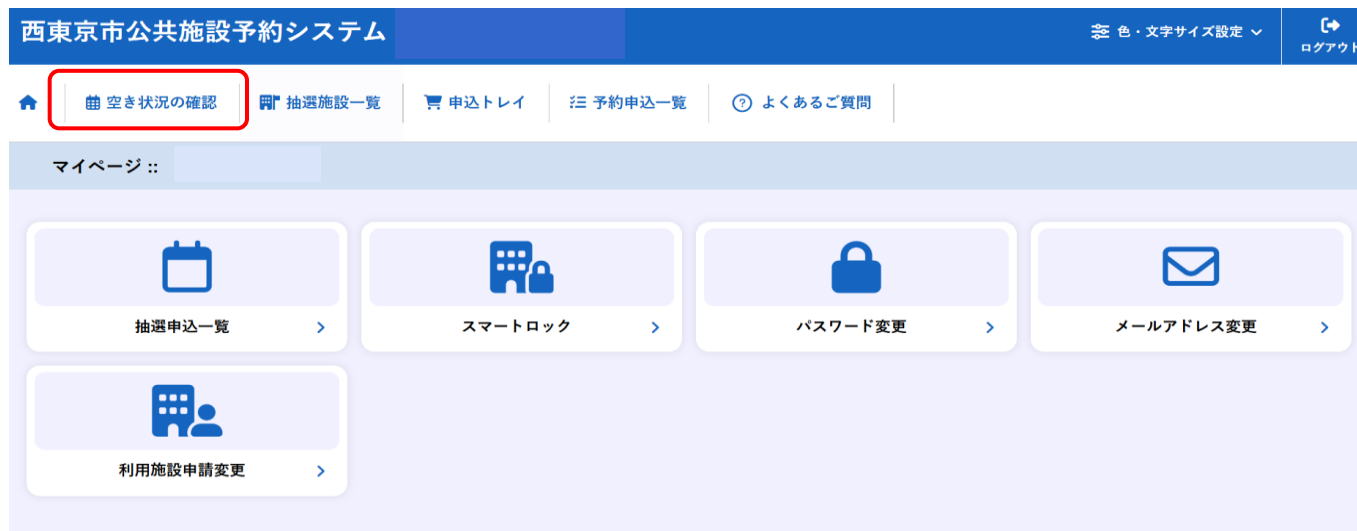 西東京市公共施設予約システム
色・文字サイズ設定
ログアウト
空き状況の確認
抽選施設一覧
申込トレイ
予約申込一覧
よくあるご質問
マイページ ::
抽選申込一覧
スマートロック
パスワード変更
メールアドレス変更
利用施設申請変更